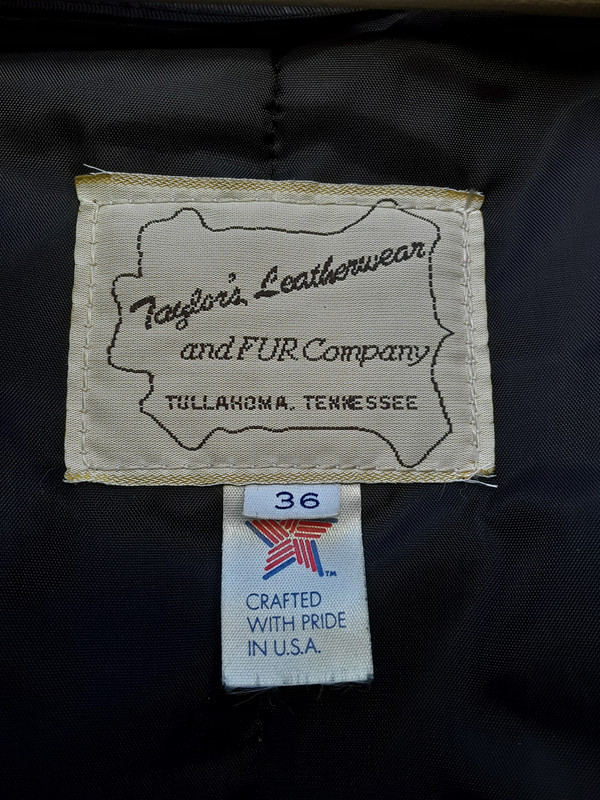 Taylor's Leatherwear
and FUR Company
TULLAHOMA, TENNESSEE
36
TM
CRAFTED
WITH PRIDE
IN U.S.A.